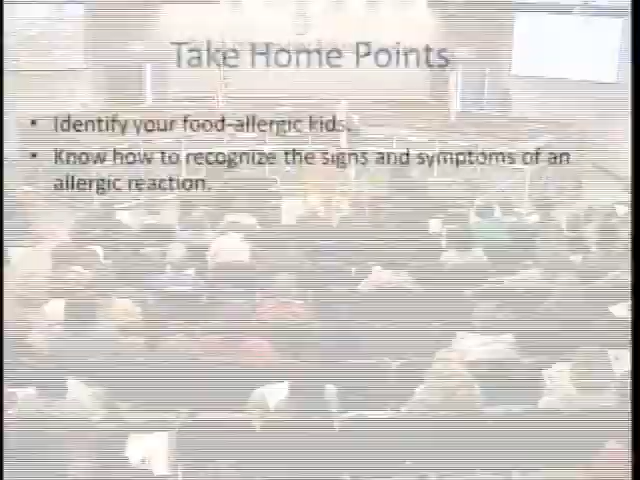 Take Home Points
• Identify your food-allergic kids.
• Know how to recognize the signs and symptoms of an
allergic reaction.